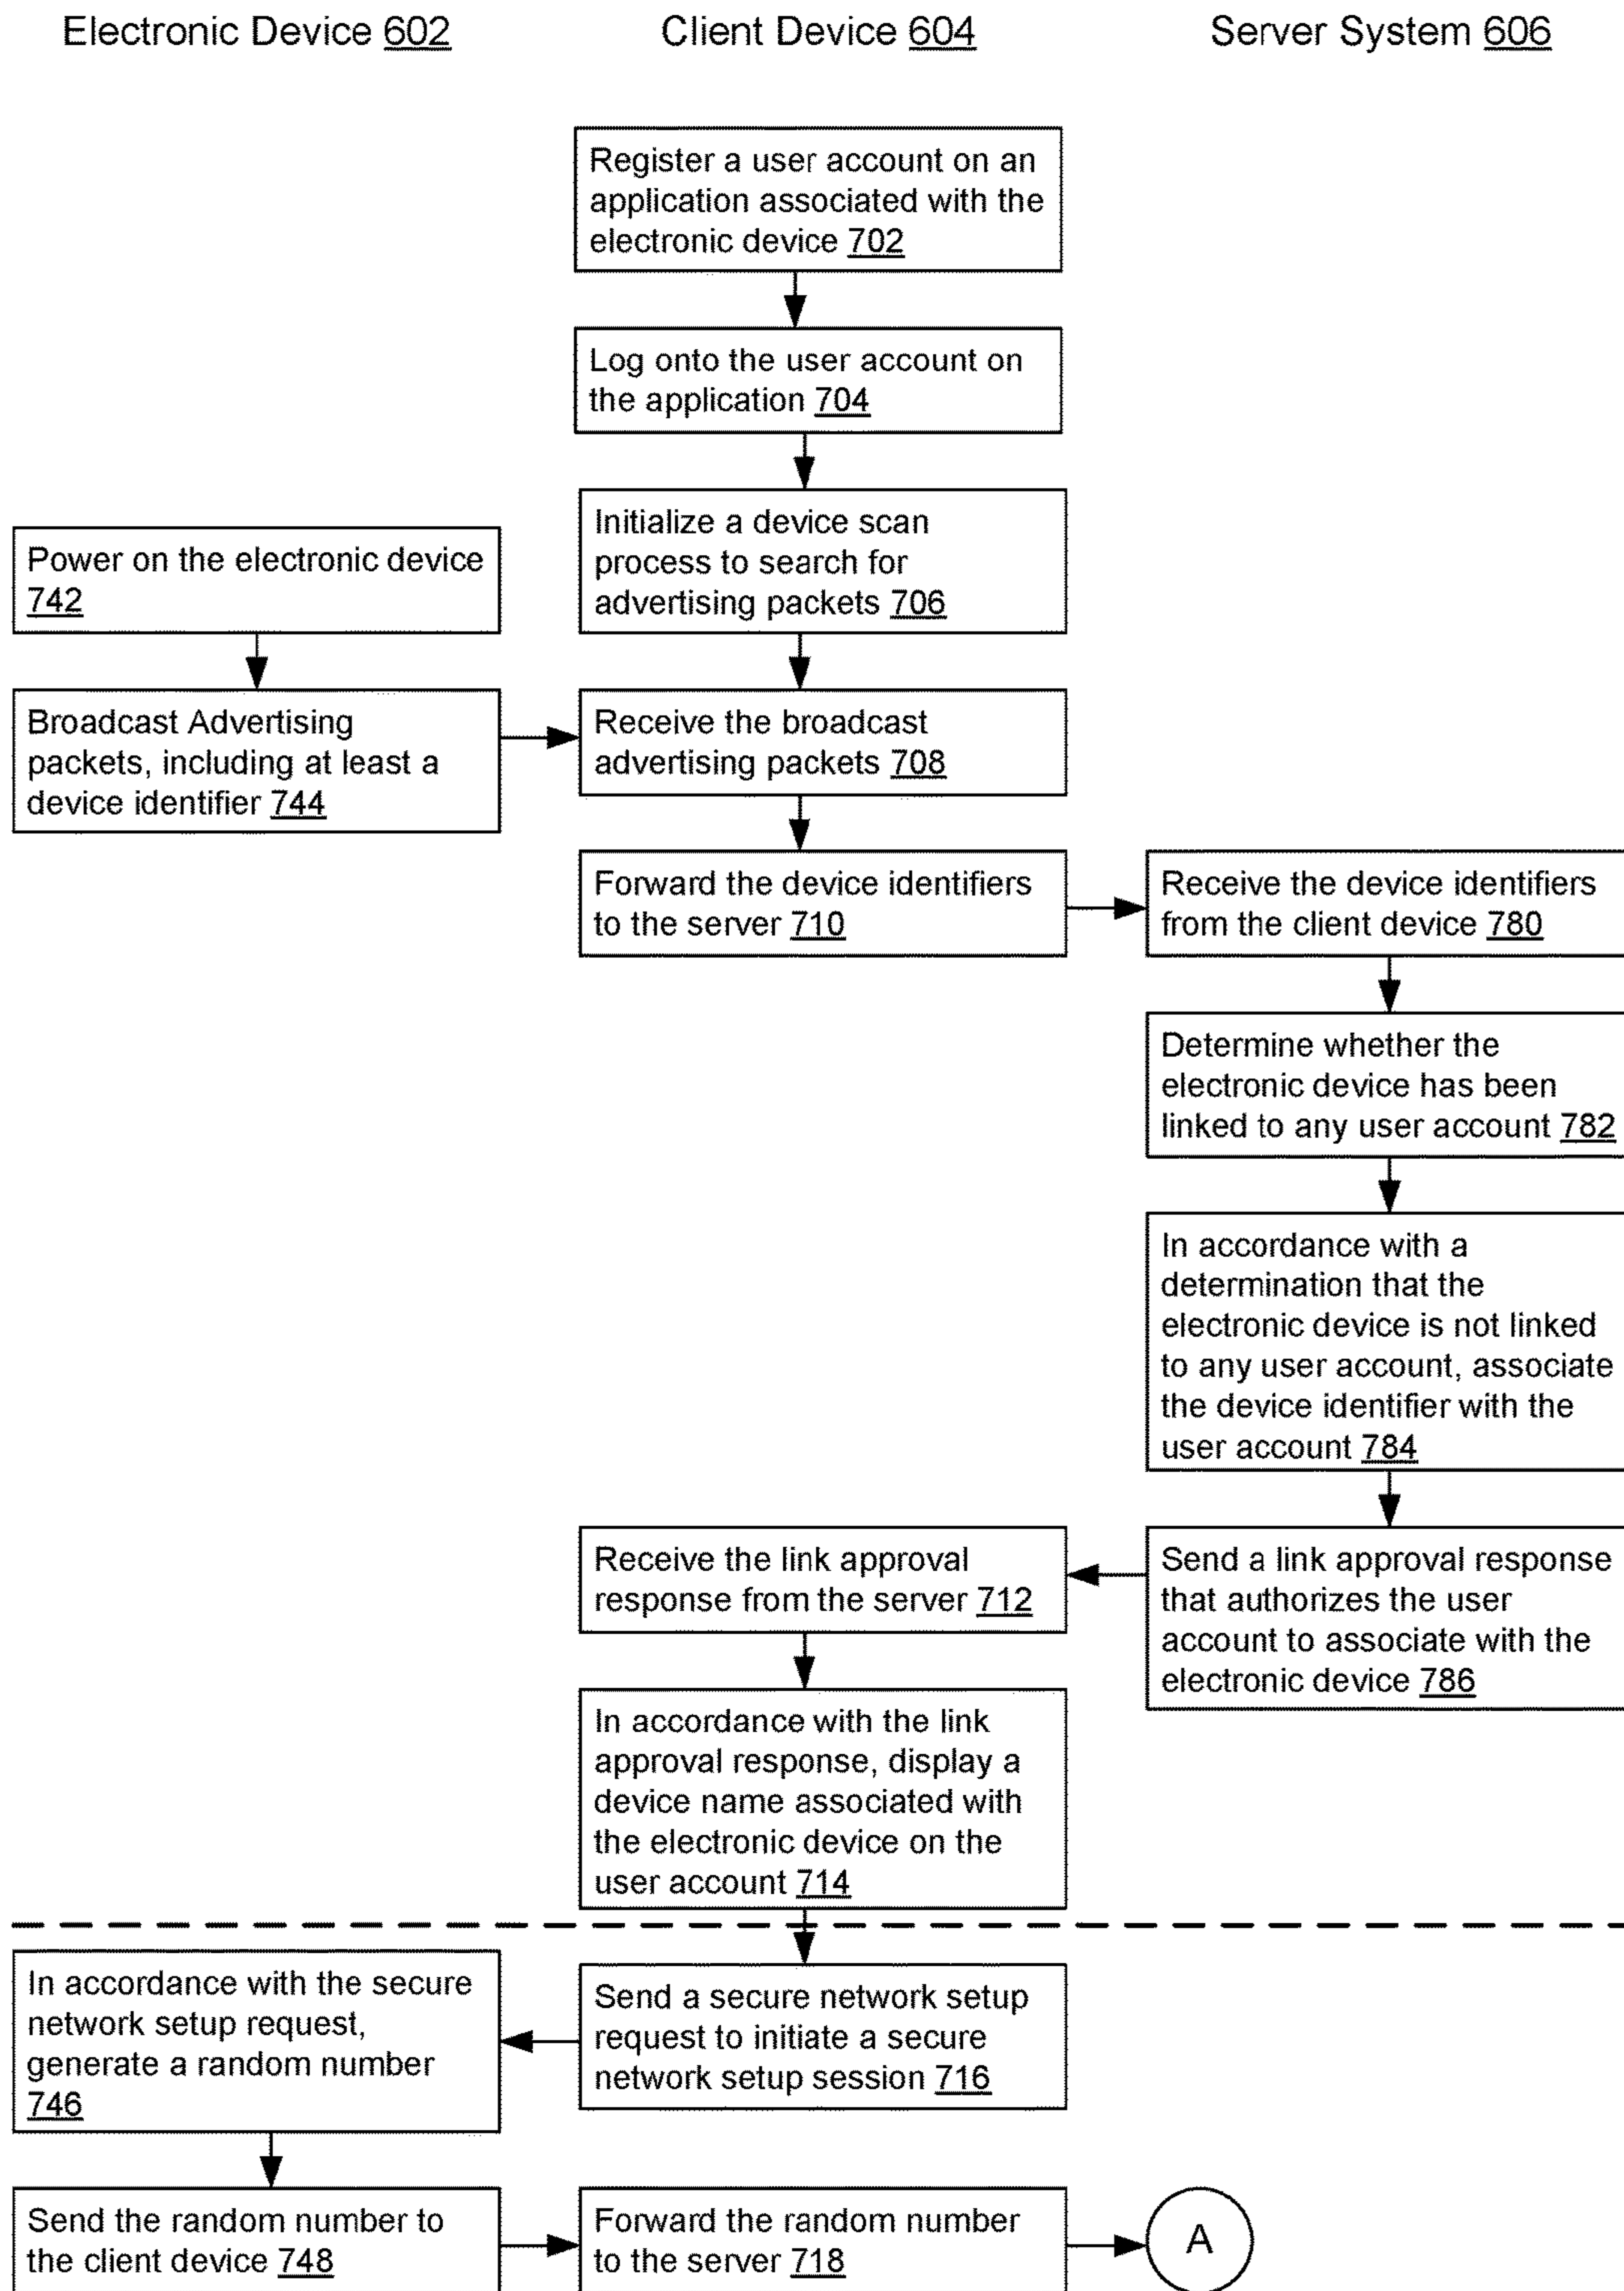 Electronic Device 602
Client Device 604
Server System 606
Register a user account on an
application associated with the
electronic device 702
Log onto the user account on
the application 704
Initialize a device scan
process to search for
advertising packets 706
Power on the electronic device
742
Broadcast Advertising
packets, including at least a
device identifier 744
Receive the broadcast
advertising packets 708
Forward the device identifiers
to the server 710
Receive the device identifiers
from the client device 780
Determine whether the
electronic device has been
linked to any user account 782
In accordance with a
determination that the
electronic device is not linked
to any user account, associate
the device identifier with the
user account 784
Receive the link approval
response from the server 712
Send a link approval response
that authorizes the user
account to associate with the
electronic device 786
In accordance with the link
approval response, display a
device name associated with
the electronic device on the
user account 714
In accordance with the secure
network setup request,
generate a random number
746
Send a secure network setup
request to initiate a secure
network setup session 716
Send the random number to
the client device 748
Forward the random number
to the server 718
A